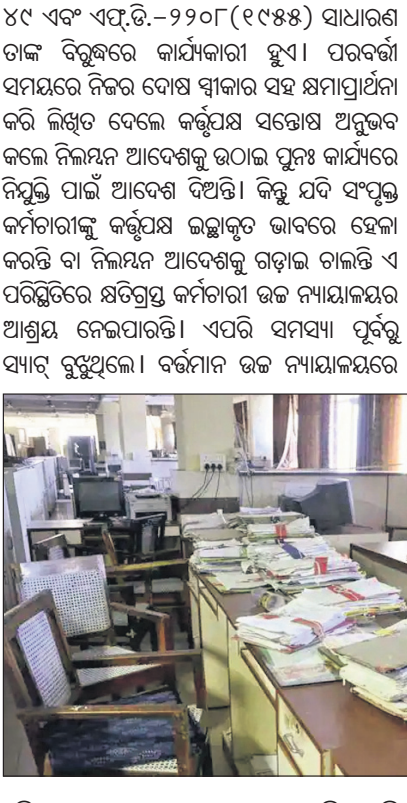 ୪୯ ଏବଂ ଏଫ୍.ଡି.-୨୨୦୮(୧୯୫୫) ସାଧାରଣ
ତାଙ୍କ ବିରୁଦ୍ଧରେ କାର୍ଯ୍ୟକାରୀ ହୁଏ। ପରବର୍ତ୍ତୀ
ସମୟରେ ନିଜର ଦୋଷ ସ୍ୱୀକାର ସହ କ୍ଷମାପ୍ରାର୍ଥନା
କରି ଲିଖିତ ଦେଲେ କର୍ତ୍ତୃପକ୍ଷ ସନ୍ତୋଷ ଅନୁଭବ
କଲେ ନିଲମ୍ବନ ଆଦେଶକୁ ଉଠାଇ ପୁନଃ କାର୍ଯ୍ୟରେ
ନିଯୁକ୍ତି ପାଇଁ ଆଦେଶ ଦିଅନ୍ତି। କିନ୍ତୁ ଯଦି ସଂପୃକ୍ତ
କର୍ମଚାରୀଙ୍କୁ କର୍ତ୍ତୃପକ୍ଷ ଇଚ୍ଛାକୃତ ଭାବରେ ହେଳା
କରନ୍ତି ବା ନିଲମ୍ବନ ଆଦେଶକୁ ଗଡ଼ାଇ ଚାଲନ୍ତି ଏ
ପରିସ୍ଥିତିରେ କ୍ଷତିଗ୍ରସ୍ତ କର୍ମଚାରୀ ଉଚ୍ଚ ନ୍ୟାୟାଳୟର
ଆଶ୍ରୟ ନେଇପାରନ୍ତି। ଏପରି ସମସ୍ୟା ପୂର୍ବରୁ
ସ୍ୟାଟ୍ ବୁଝୁଥିଲେ। ବର୍ତ୍ତମାନ ଉଚ୍ଚ ନ୍ୟାୟାଳୟରେ